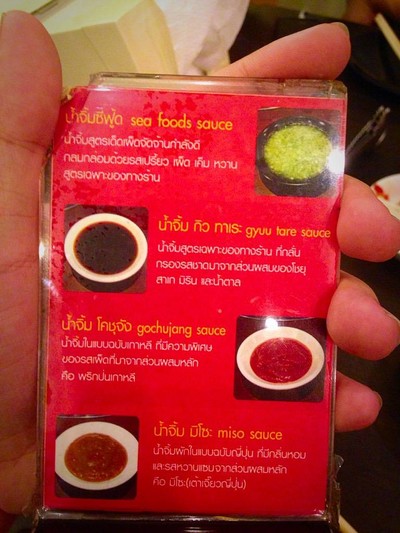 น้ำจิ้มซีฟู้ด sea foods sauce
น้ำจิ้มสูตรเด็ดเผ็ดจัดจ้านกำลังดี
กลมกล่อมด้วยรสเปรี้ยว เผ็ด เค็ม หวาน
สูตรเฉพาะของทางร้าน
น้ำจิ้ม กิว ทาเระ gyuu tare sauce
น้ำจิ้มสูตรเฉพาะของทางร้าน ที่กลั่น
กรองรสชาดมาจากส่วนผสมของโชยุ
สาเก มิริน และน้ำตาล
น้ำจิ้ม โคชุจัง gochujang sauce
น้ำจิ้มในแบบฉบับเกาหลี ที่มีความพิเศษ
ของรสเผ็ดที่มาจากส่วนผสมหลัก
คือ พริกป่นเกาหลี
น้ำจิ้ม มิโซะ miso sauce
น้ำจิ้มผักในแบบฉบับญี่ปุ่น ที่มีกลิ่นหอม
และรสหวานแซมจากส่วนผสมหลัก
คือ มิโซะ(เต้าเจี้ยวญี่ปุ่น)